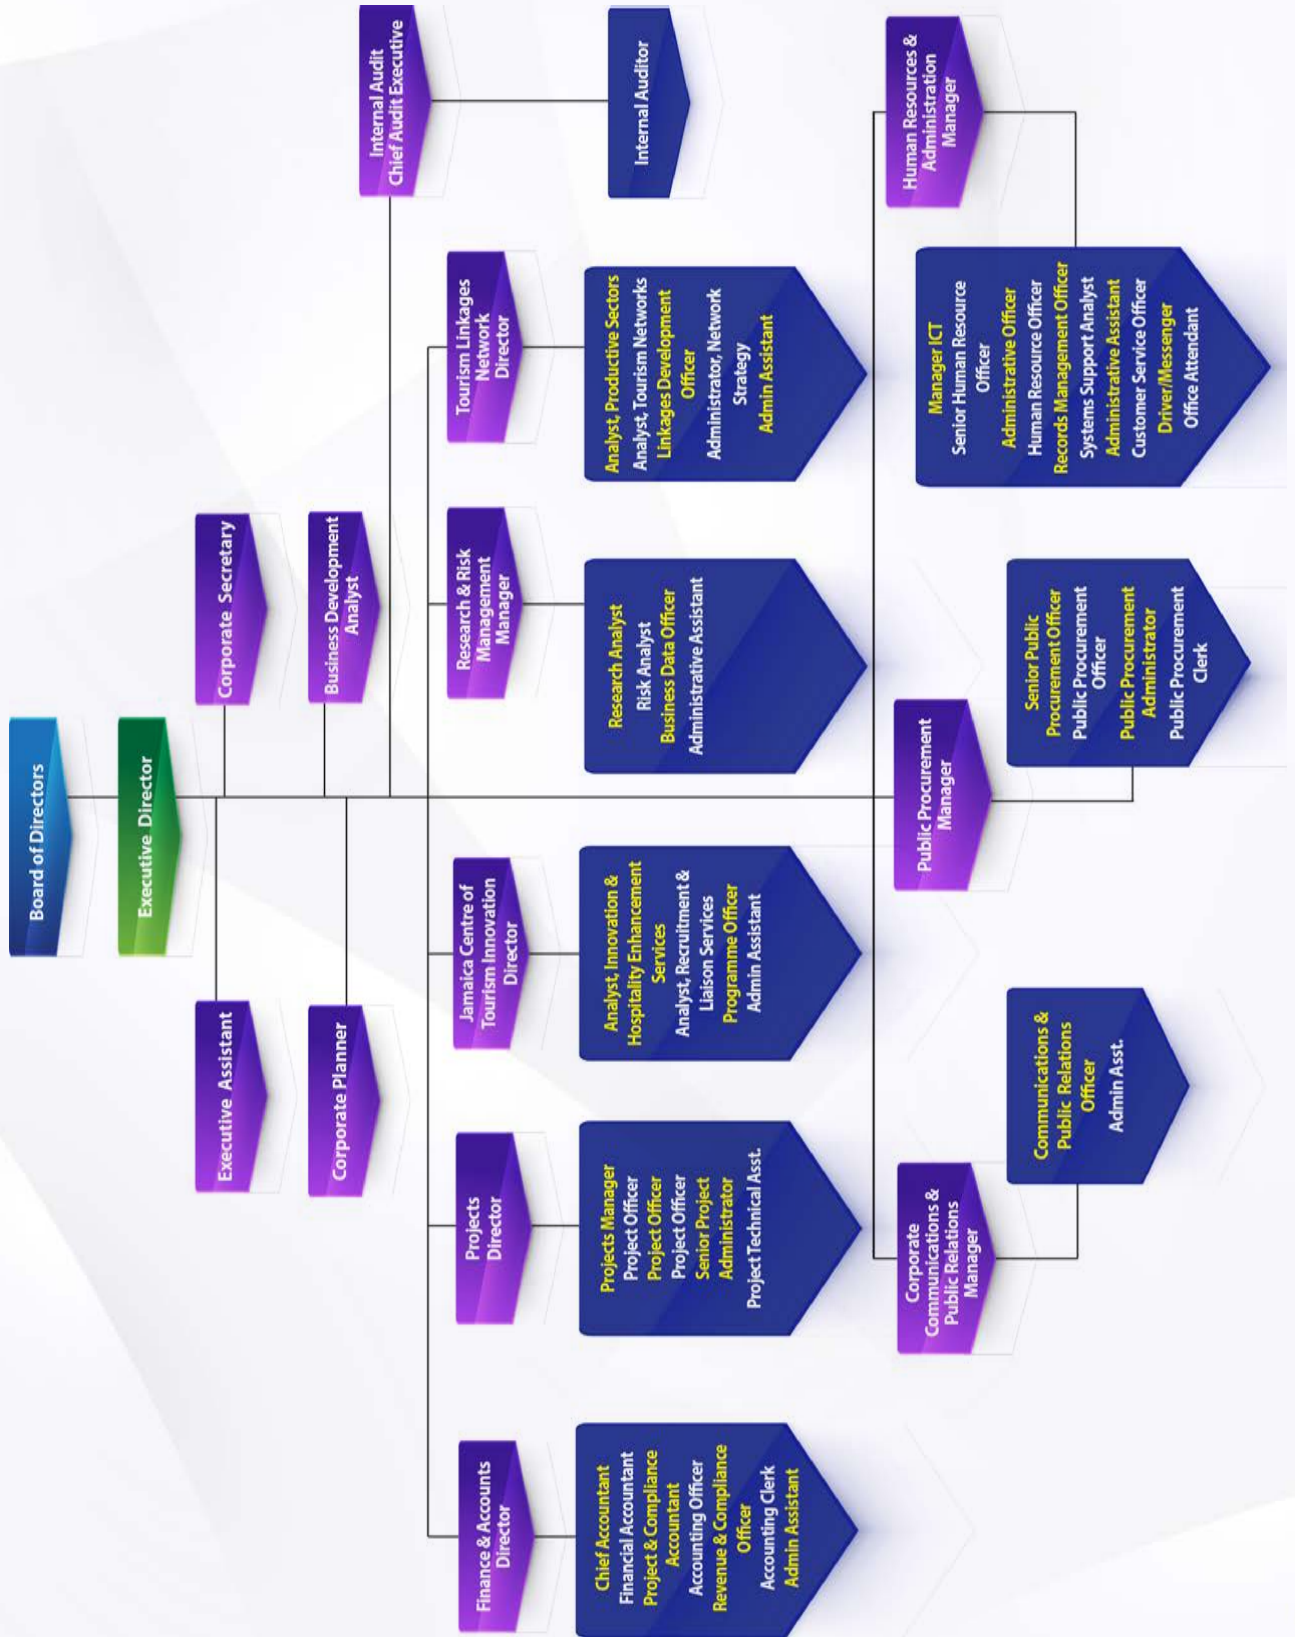 Board of Directors
Executive Director
Executive Assistant
Corporate Secretary
Corporate Planner
Business Development
Analyst
Internal Audit
Chief Audit Executive
Internal Auditor
Finance & Accounts
Director
Chief Accountant
Financial Accountant
Project & Compliance
Accountant
Accounting Officer
Revenue & Compliance
Officer
Accounting Clerk
Admin Assistant
Projects
Director
Projects Manager
Project Officer
Project Officer
Project Officer
Senior Project
Administrator
Project Technical Asst.
Jamaica Centre of
Tourism Innovation
Director
Analyst, Innovation &
Hospitality Enhancement
Services
Analyst, Recruitment &
Liaison Services
Programme Officer
Admin Assistant
Research & Risk
Management
Manager
Research Analyst
Risk Analyst
Business Data Officer
Administrative Assistant
Tourism Linkages
Network
Director
Analyst, Productive Sectors
Analyst, Tourism Networks
Linkages Development
Officer
Administrator, Network
Strategy
Admin Assistant
Corporate
Communications &
Public Relations
Manager
Communications &
Public Relations
Officer
Admin Asst.
Public Procurement
Manager
Senior Public
Procurement Officer
Public Procurement
Officer
Public Procurement
Administrator
Public Procurement
Clerk
Human Resources &
Administration
Manager
Manager ICT
Senior Human Resource
Officer
Administrative Officer
Human Resource Officer
Records Management Officer
Systems Support Analyst
Administrative Assistant
Customer Service Officer
Driver/Messenger
Office Attendant